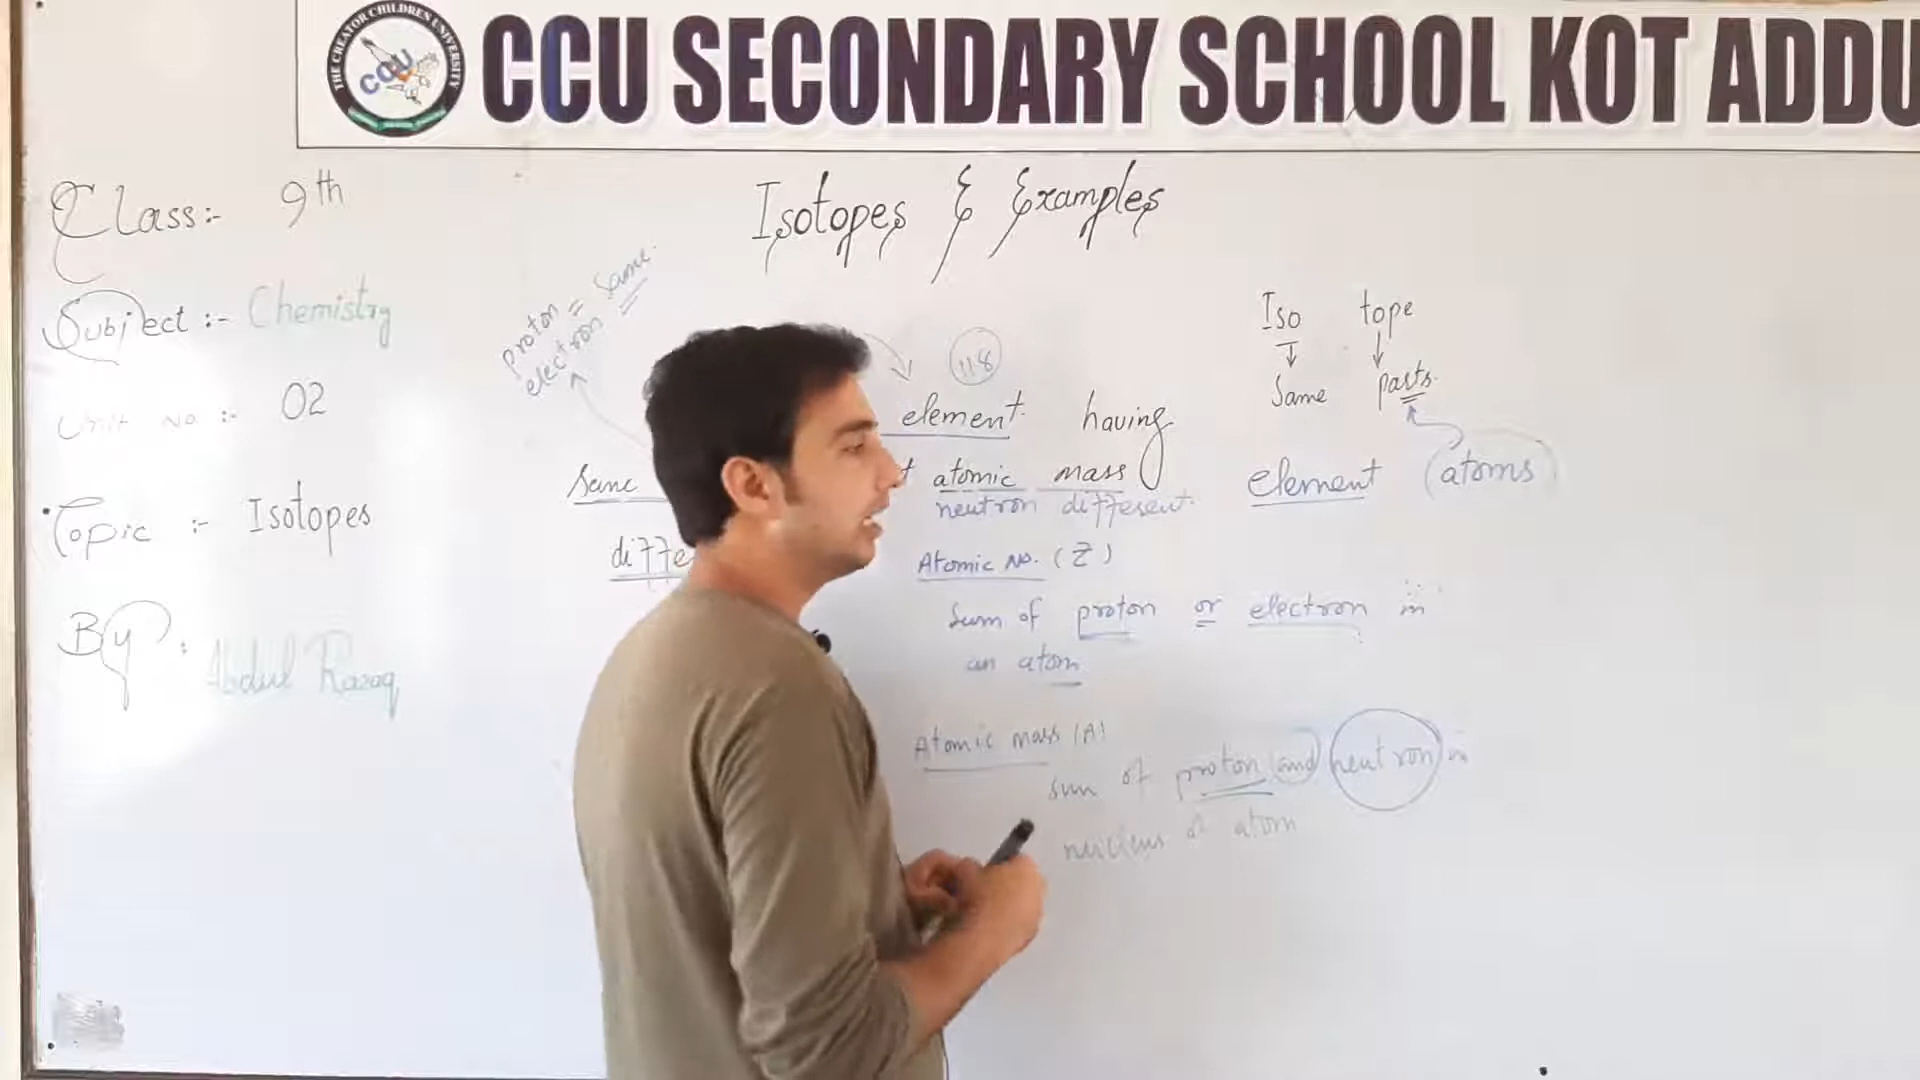 THE CREATOR CHILDREN UNIVERSITY
CCU
CCU SECONDARY SCHOOL KOT ADDU
Class:- 9th
Subject:- Chemistry
Unit No:- 02
Topic:- Isotopes
By: Abdul Razaq
Isotopes & Examples
proton = same
electron
118
element having
Same
atomic mass
neutron different
diffe
Atomic No. (Z)
Sum of proton or electron in
an atom
Atomic mass (A)
sum of proton and neutron in
nucleus of atom
Iso tope
Same parts.
element (atoms)